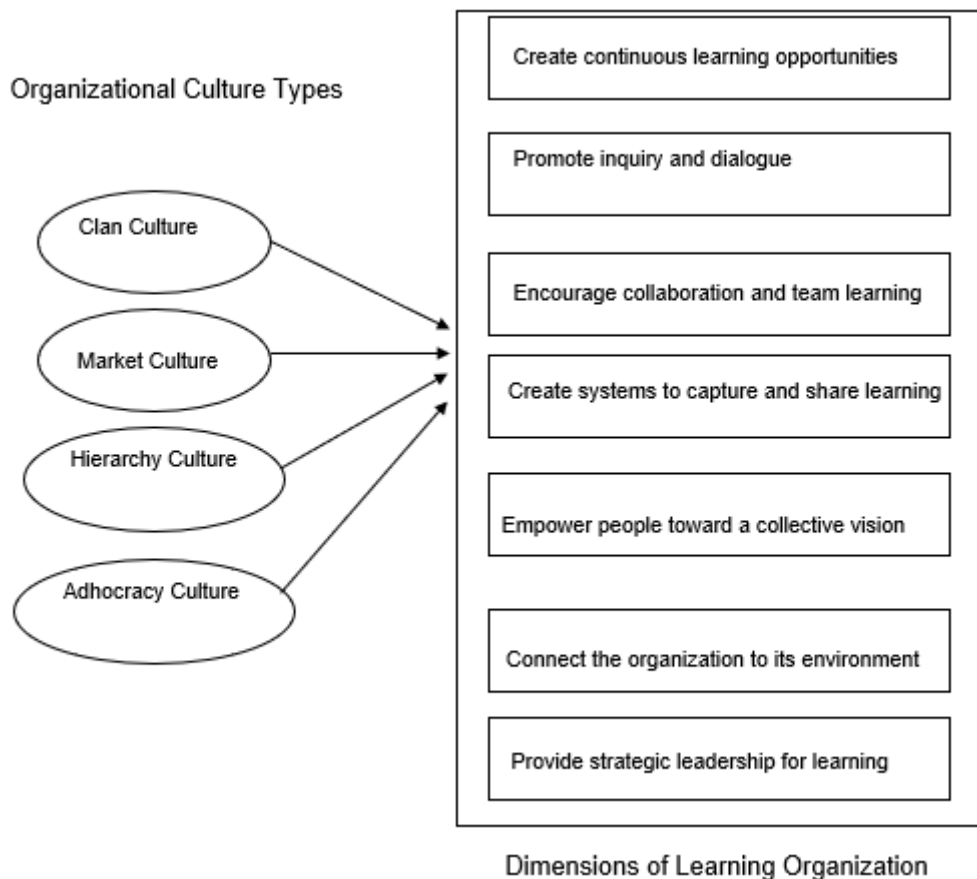 Organizational Culture Types
Clan Culture
Market Culture
Hierarchy Culture
Adhocracy Culture
Create continuous learning opportunities
Promote inquiry and dialogue
Encourage collaboration and team learning
Create systems to capture and share learning
Empower people toward a collective vision
Connect the organization to its environment
Provide strategic leadership for learning
Dimensions of Learning Organization